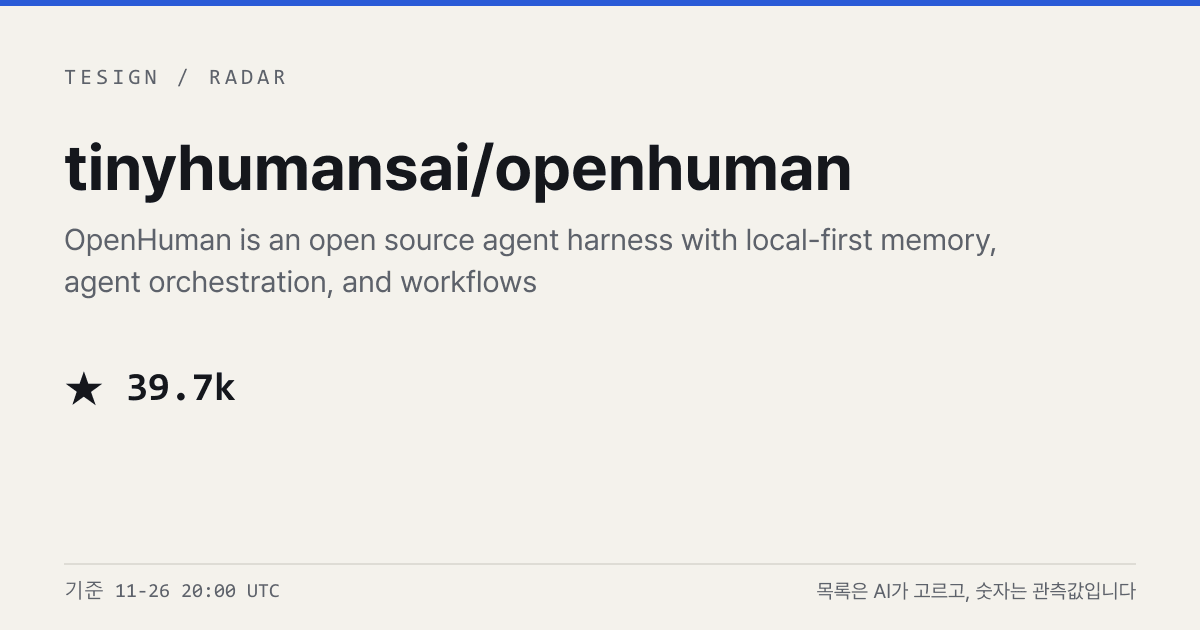 TESIGN / RADAR
tinyhumansai/openhuman
OpenHuman is an open source agent harness with local-first memory,
agent orchestration, and workflows
★ 39.7k
기준 11-26 20:00 UTC
목록은 AI가 고르고, 숫자는 관측값입니다